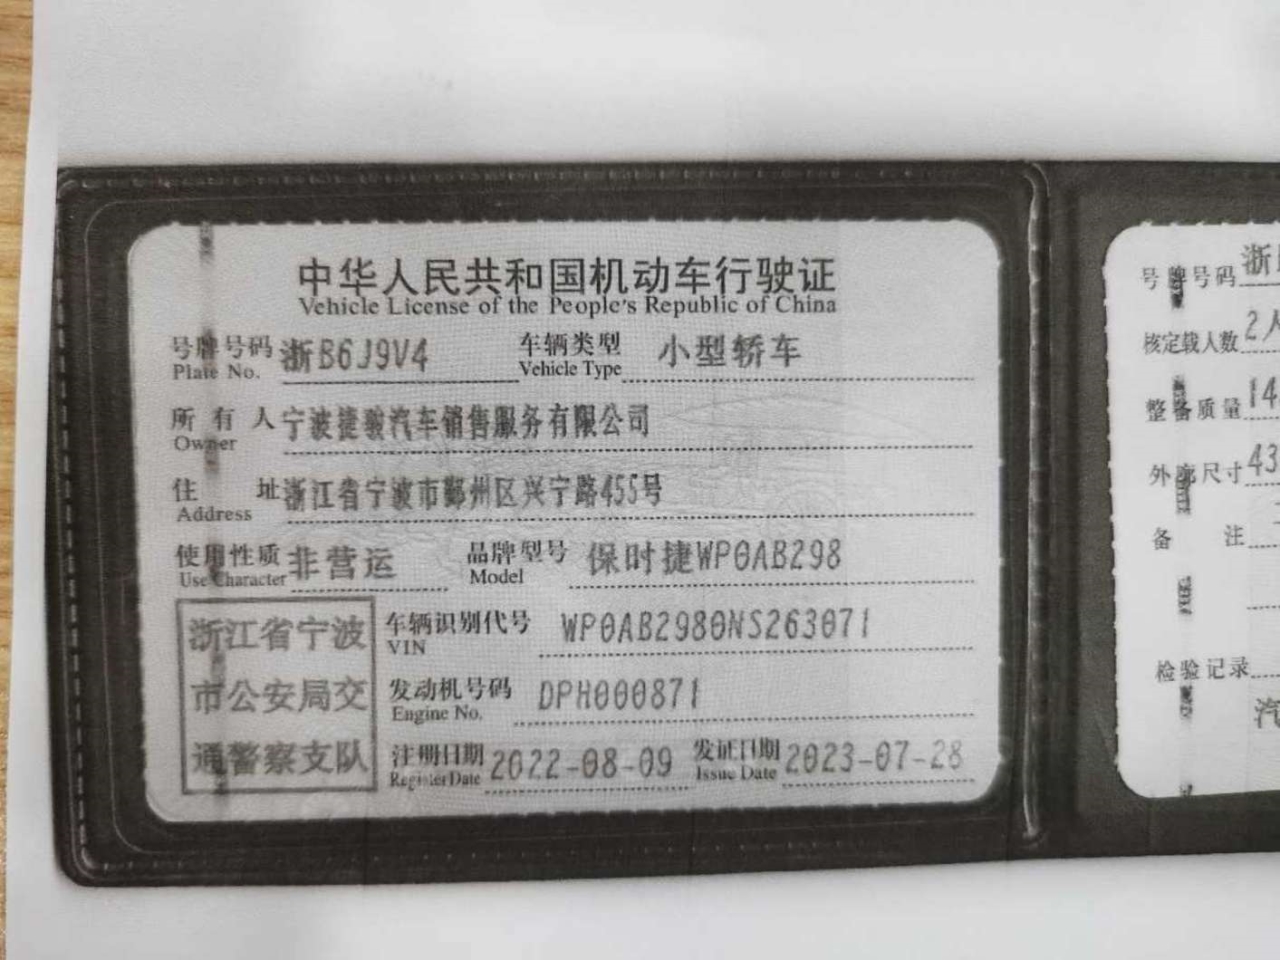 中华人民共和国机动车行驶证
Vehicle License of the People's Republic of China
号牌号码 浙B6J9V4 车辆类型 小型轿车
Plate No. Vehicle Type
所有人 宁波捷骏汽车销售服务有限公司
Owner
住址 浙江省宁波市鄞州区兴宁路455号
Address
使用性质 非营运 品牌型号 保时捷WP0AB298
Use Character Model
浙江省宁波
市公安局交
通警察支队
车辆识别代号 WP0AB2980NS263071
VIN
发动机号码 DPH000871
Engine No.
注册日期 2022-08-09 发证日期 2023-07-28
Register Date Issue Date
号牌号码 浙
核定载人数 2人
整备质量 14
外廓尺寸 43
备注
检验记录
汽